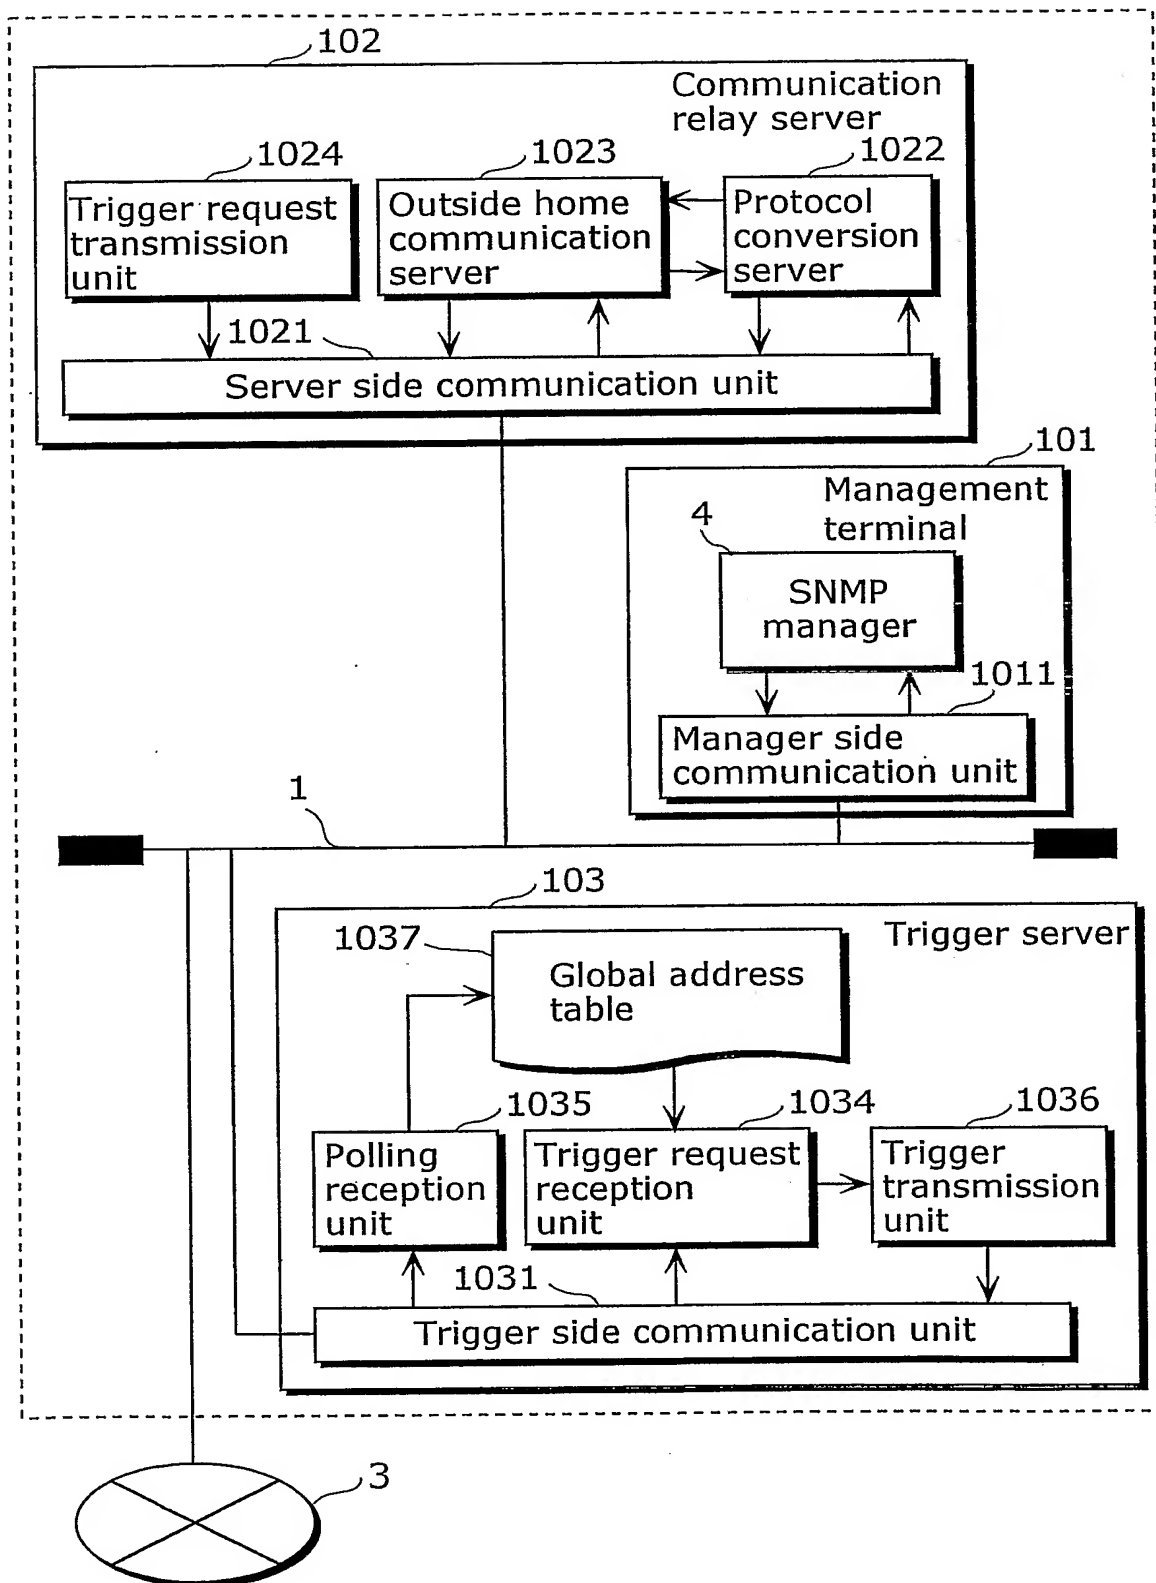 102
Communication
relay server
1024
1023
1022
Trigger request
transmission
unit
Outside home
communication
server
Protocol
conversion
server
1021
Server side communication unit
101
Management
terminal
4
SNMP
manager
1011
Manager side
communication unit
1
103
Trigger server
1037
Global address
table
1035
1034
1036
Polling
reception
unit
Trigger request
reception
unit
Trigger
transmission
unit
1031
Trigger side communication unit
3